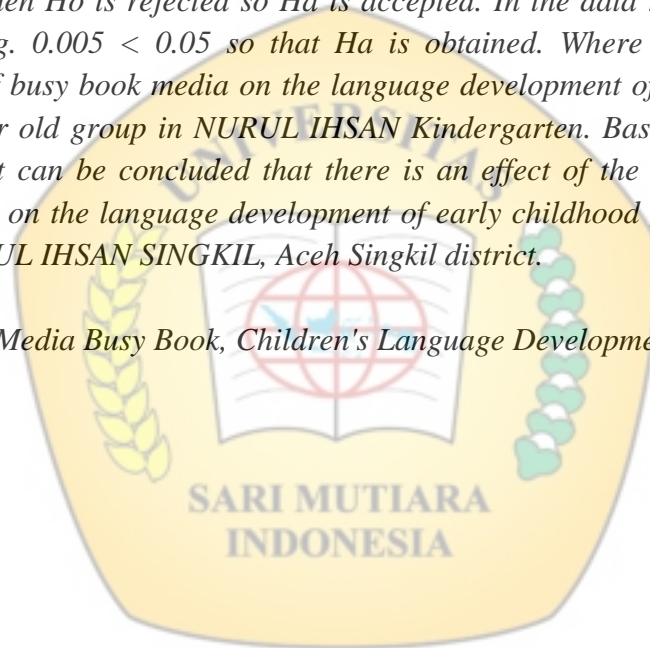 hen Ho is rejected so Ha is accepted. In the data
g. 0.005 < 0.05 so that Ha is obtained. Where
f busy book media on the language development of
r old group in NURUL IHSAN Kindergarten. Bas
t can be concluded that there is an effect of the
on the language development of early childhood
UL IHSAN SINGKIL, Aceh Singkil district.
Media Busy Book, Children's Language Developme
UNIVERSITAS
SARI MUTIARA
INDONESIA